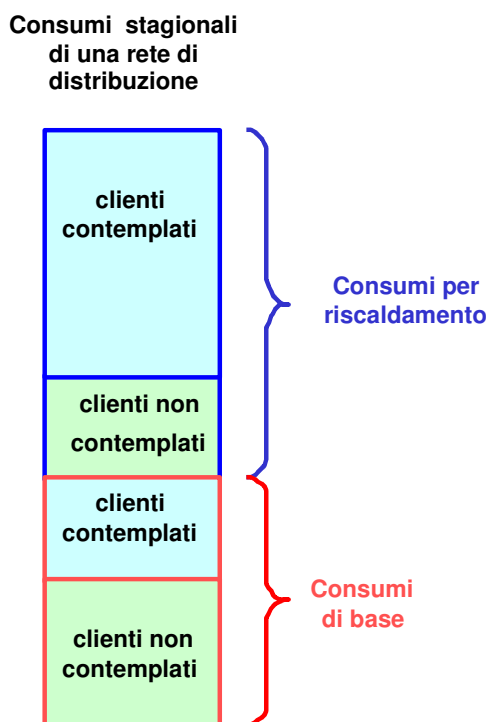 Consumi stagionali
di una rete di
distribuzione
clienti
contemplati
Consumi per
riscaldamento
clienti non
contemplati
clienti
contemplati
Consumi
di base
clienti non
contemplati